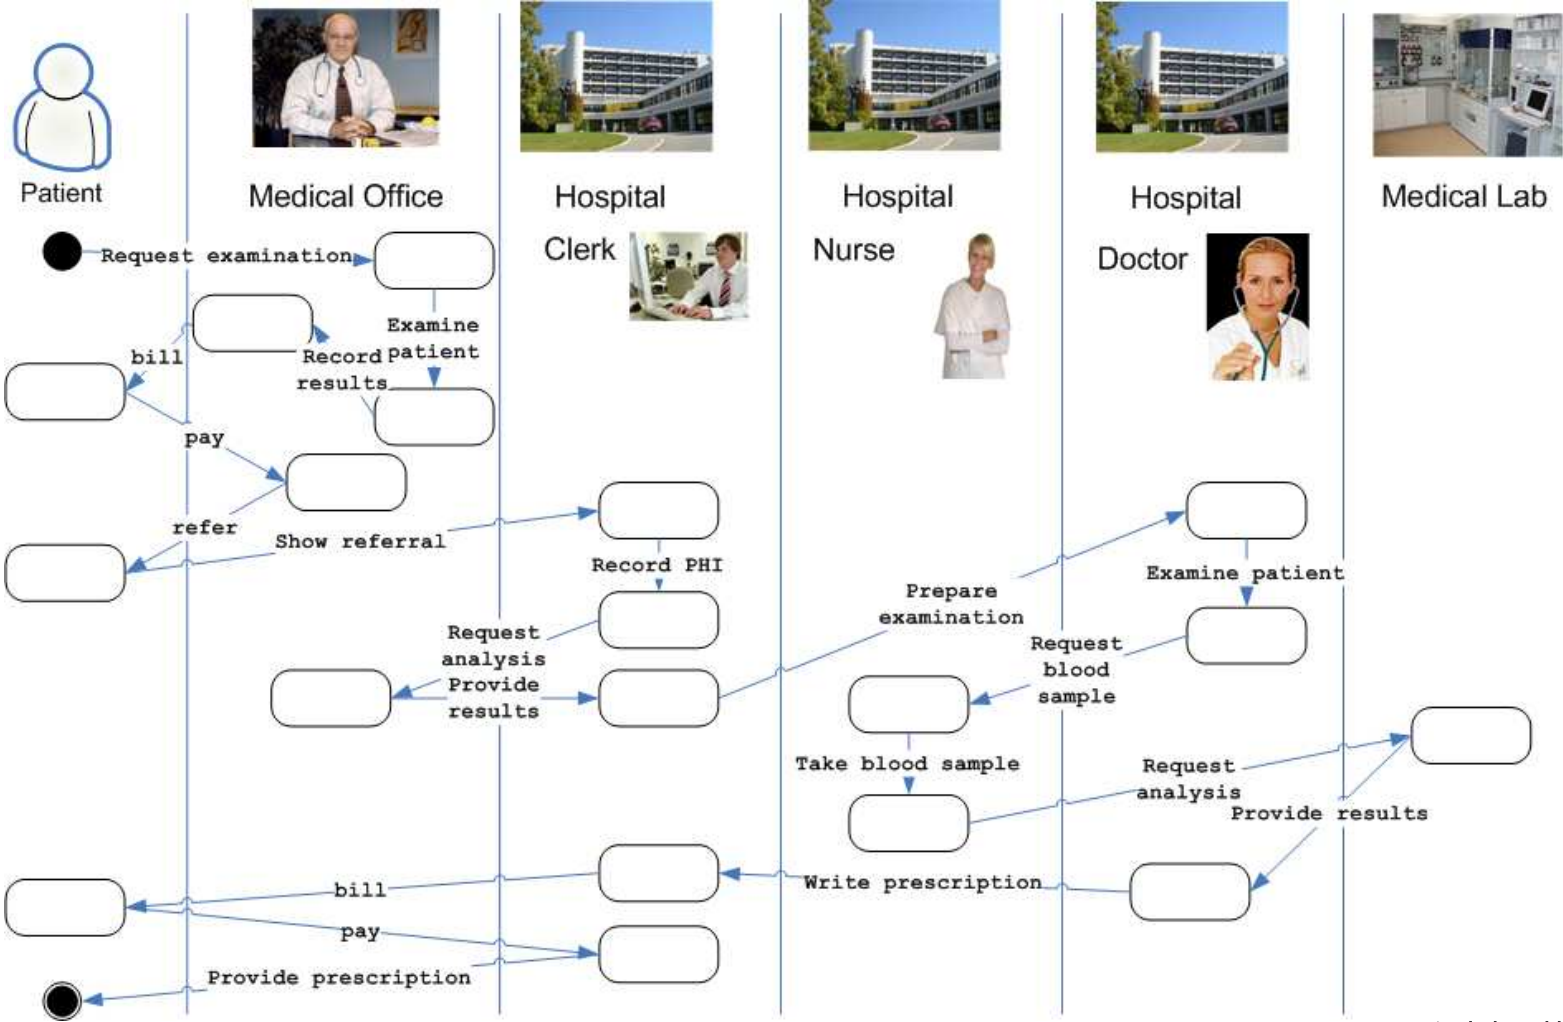 Patient
Medical Office
Hospital
Hospital
Hospital
Medical Lab
Clerk
Nurse
Doctor
Request examination
Examine
patient
Record
results
bill
pay
refer
Show referral
Record PHI
Examine patient
Prepare
examination
Request
analysis
Request
blood
sample
Provide
results
Take blood sample
Request
analysis
Provide results
Write prescription
bill
pay
Provide prescription